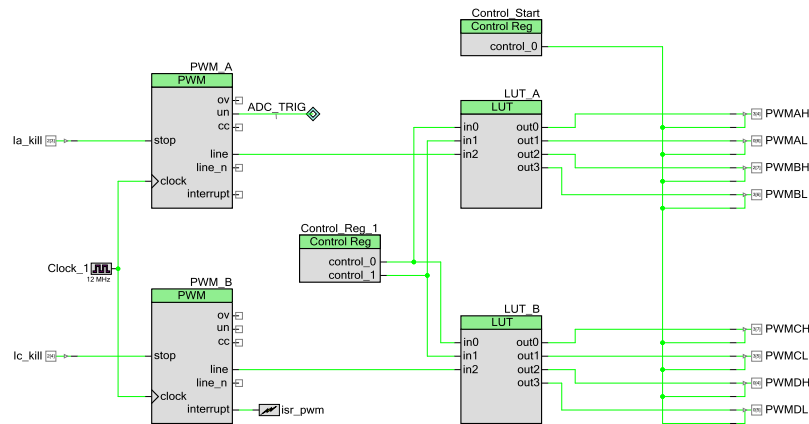 Control_Start
Control Reg
control_0
PWM_A
PWM
ov
un
cc
line
line_n
interrupt
stop
clock
ADC_TRIG
Ia_kill
LUT_A
LUT
in0
in1
in2
out0
out1
out2
out3
PWMAH
PWMAL
PWMBH
PWMBL
Control_Reg_1
Control Reg
control_0
control_1
Clock_1
12 MHz
PWM_B
PWM
ov
un
cc
line
line_n
interrupt
stop
clock
Ic_kill
isr_pwm
LUT_B
LUT
in0
in1
in2
out0
out1
out2
out3
PWMCH
PWMCL
PWMDH
PWMDL